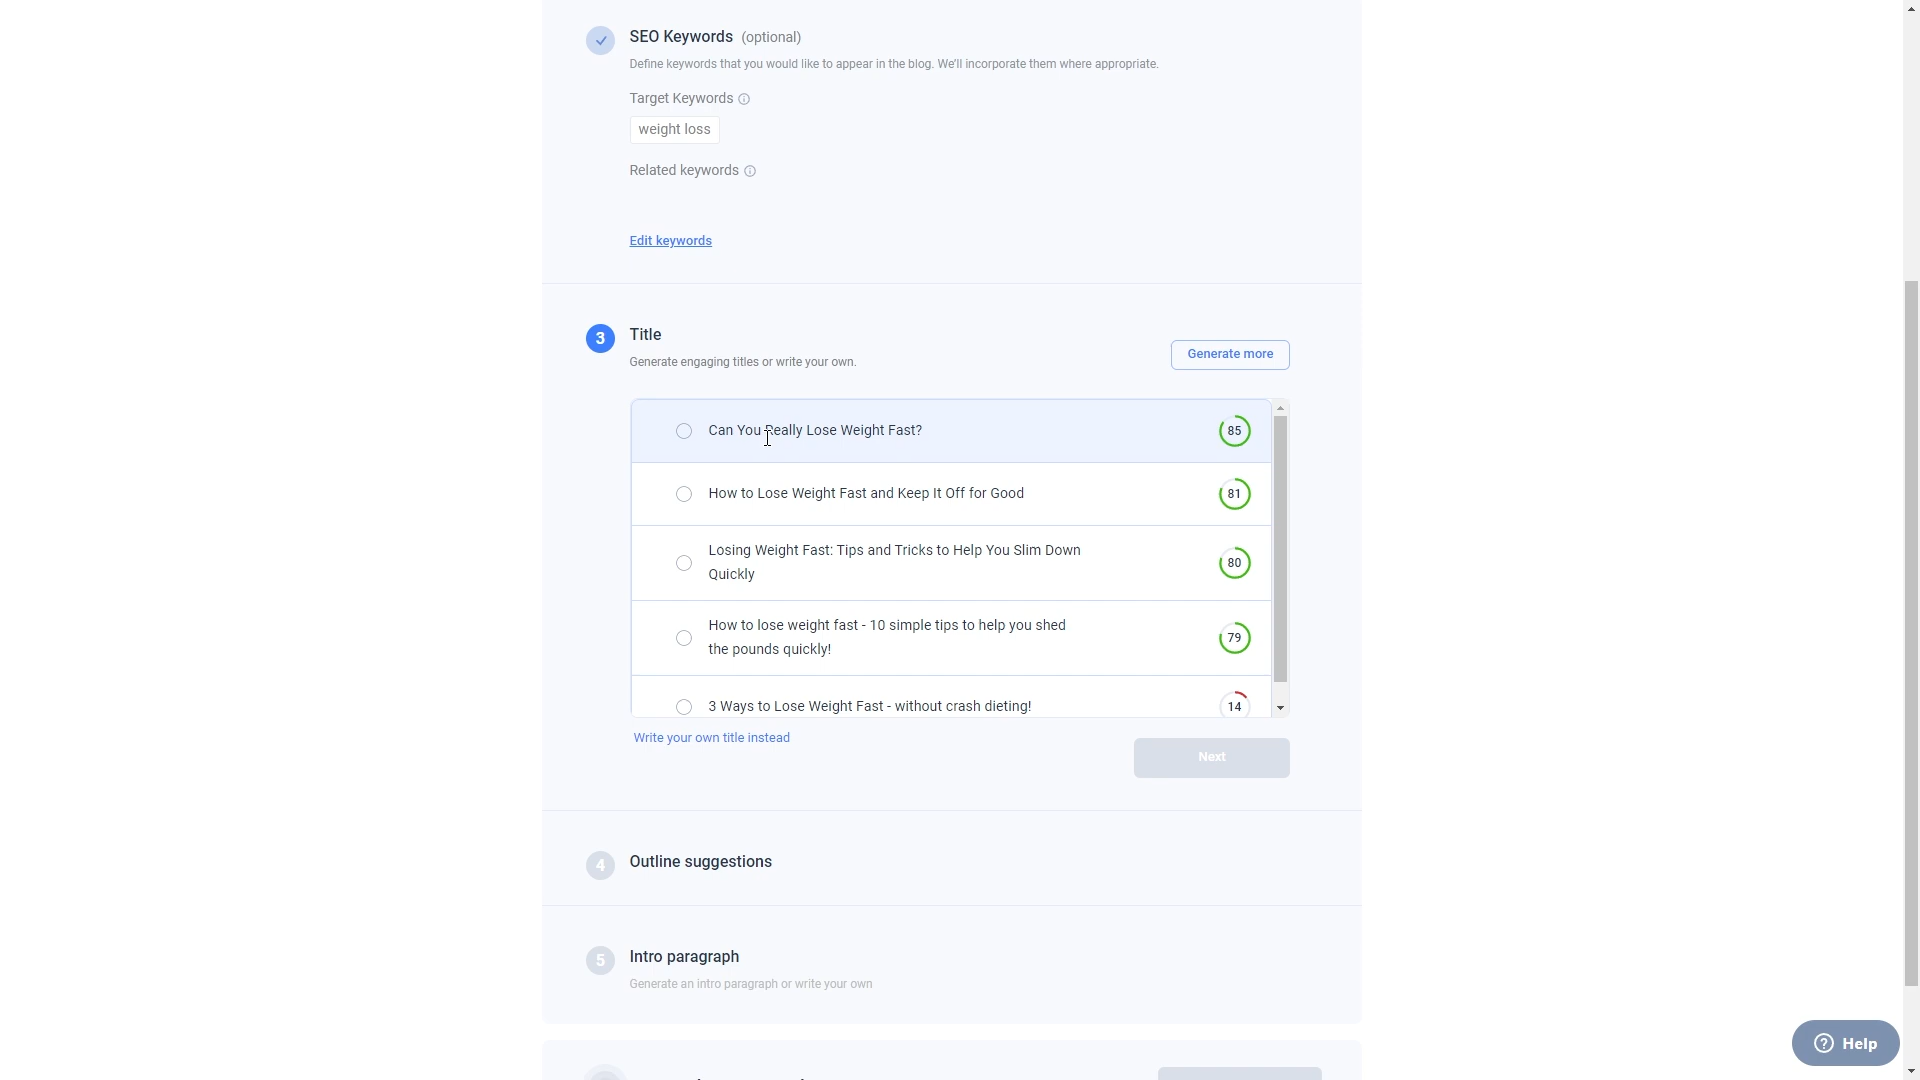 SEO Keywords (optional)
Define keywords that you would like to appear in the blog. We'll incorporate them where appropriate.
Target Keywords
weight loss
Related keywords
Edit keywords
3 Title
Generate engaging titles or write your own.
Generate more
Can You Really Lose Weight Fast? 85
How to Lose Weight Fast and Keep It Off for Good 81
Losing Weight Fast: Tips and Tricks to Help You Slim Down
Quickly
80
How to lose weight fast - 10 simple tips to help you shed
the pounds quickly!
79
3 Ways to Lose Weight Fast - without crash dieting! 14
Write your own title instead
Next
4 Outline suggestions
5 Intro paragraph
Generate an intro paragraph or write your own
? Help